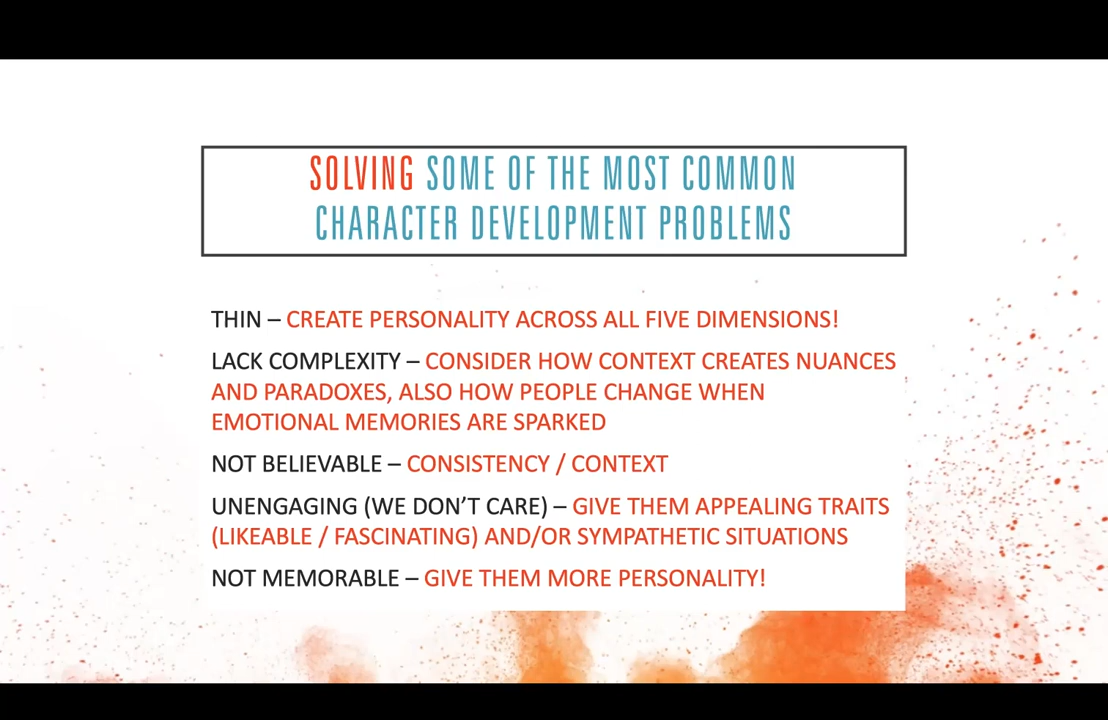 SOLVING SOME OF THE MOST COMMON
CHARACTER DEVELOPMENT PROBLEMS
THIN – CREATE PERSONALITY ACROSS ALL FIVE DIMENSIONS!
LACK COMPLEXITY – CONSIDER HOW CONTEXT CREATES NUANCES
AND PARADOXES, ALSO HOW PEOPLE CHANGE WHEN
EMOTIONAL MEMORIES ARE SPARKED
NOT BELIEVABLE – CONSISTENCY / CONTEXT
UNENGAGING (WE DON’T CARE) – GIVE THEM APPEALING TRAITS
(LIKEABLE / FASCINATING) AND/OR SYMPATHETIC SITUATIONS
NOT MEMORABLE – GIVE THEM MORE PERSONALITY!